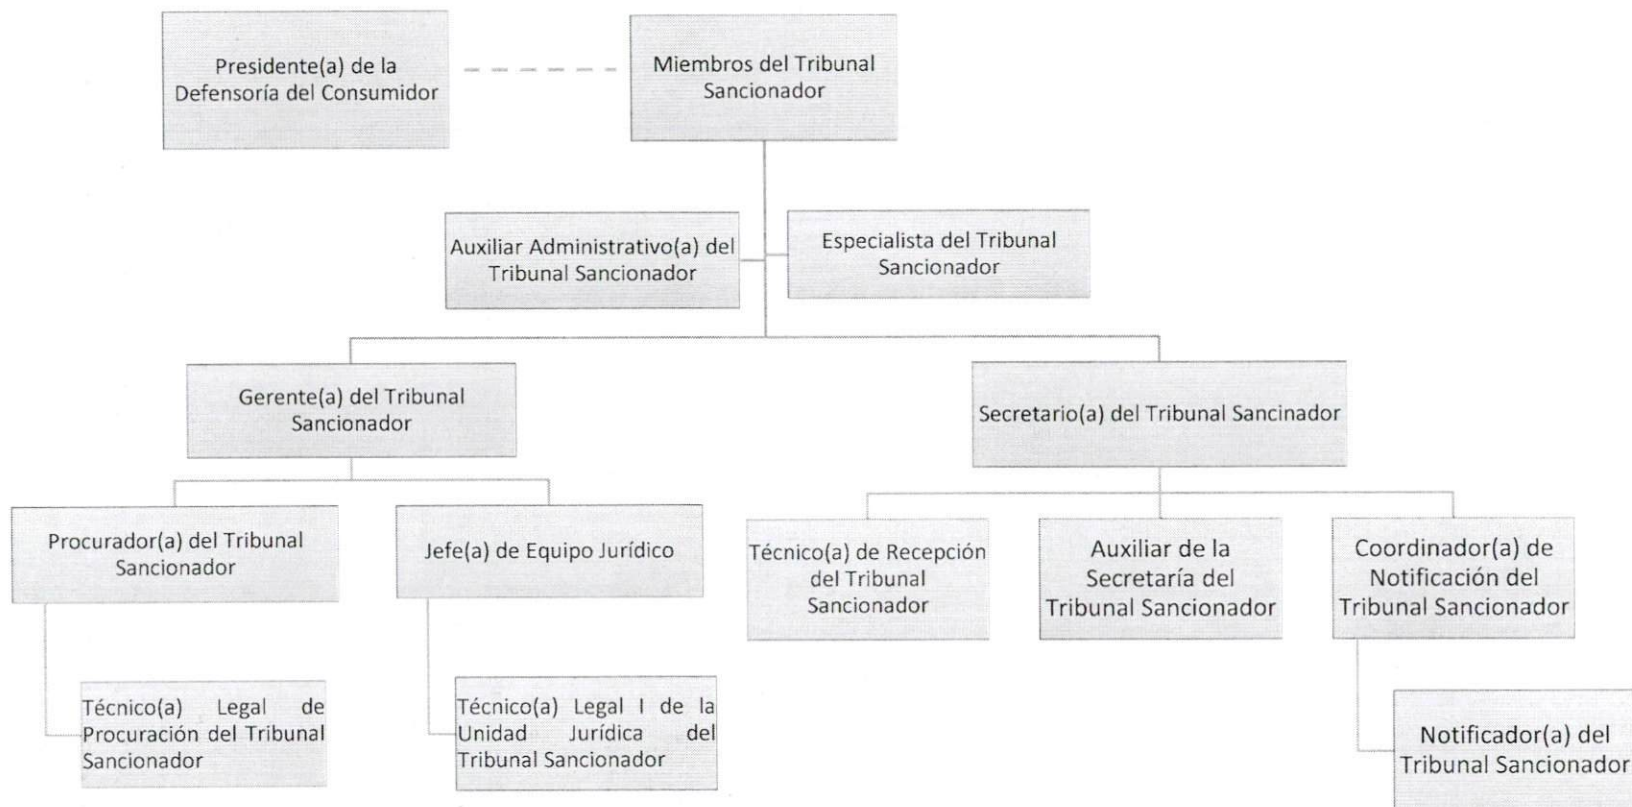 Presidente(a) de la
Defensoría del Consumidor
Miembros del Tribunal
Sancionador
Auxiliar Administrativo(a) del
Tribunal Sancionador
Especialista del Tribunal
Sancionador
Gerente(a) del Tribunal
Sancionador
Secretario(a) del Tribunal Sancinador
Procurador(a) del Tribunal
Sancionador
Jefe(a) de Equipo Jurídico
Técnico(a) de Recepción
del Tribunal
Sancionador
Auxiliar de la
Secretaría del
Tribunal Sancionador
Coordinador(a) de
Notificación del
Tribunal Sancionador
Técnico(a) Legal de
Procuración del Tribunal
Sancionador
Técnico(a) Legal I de la
Unidad Jurídica del
Tribunal Sancionador
Notificador(a) del
Tribunal Sancionador